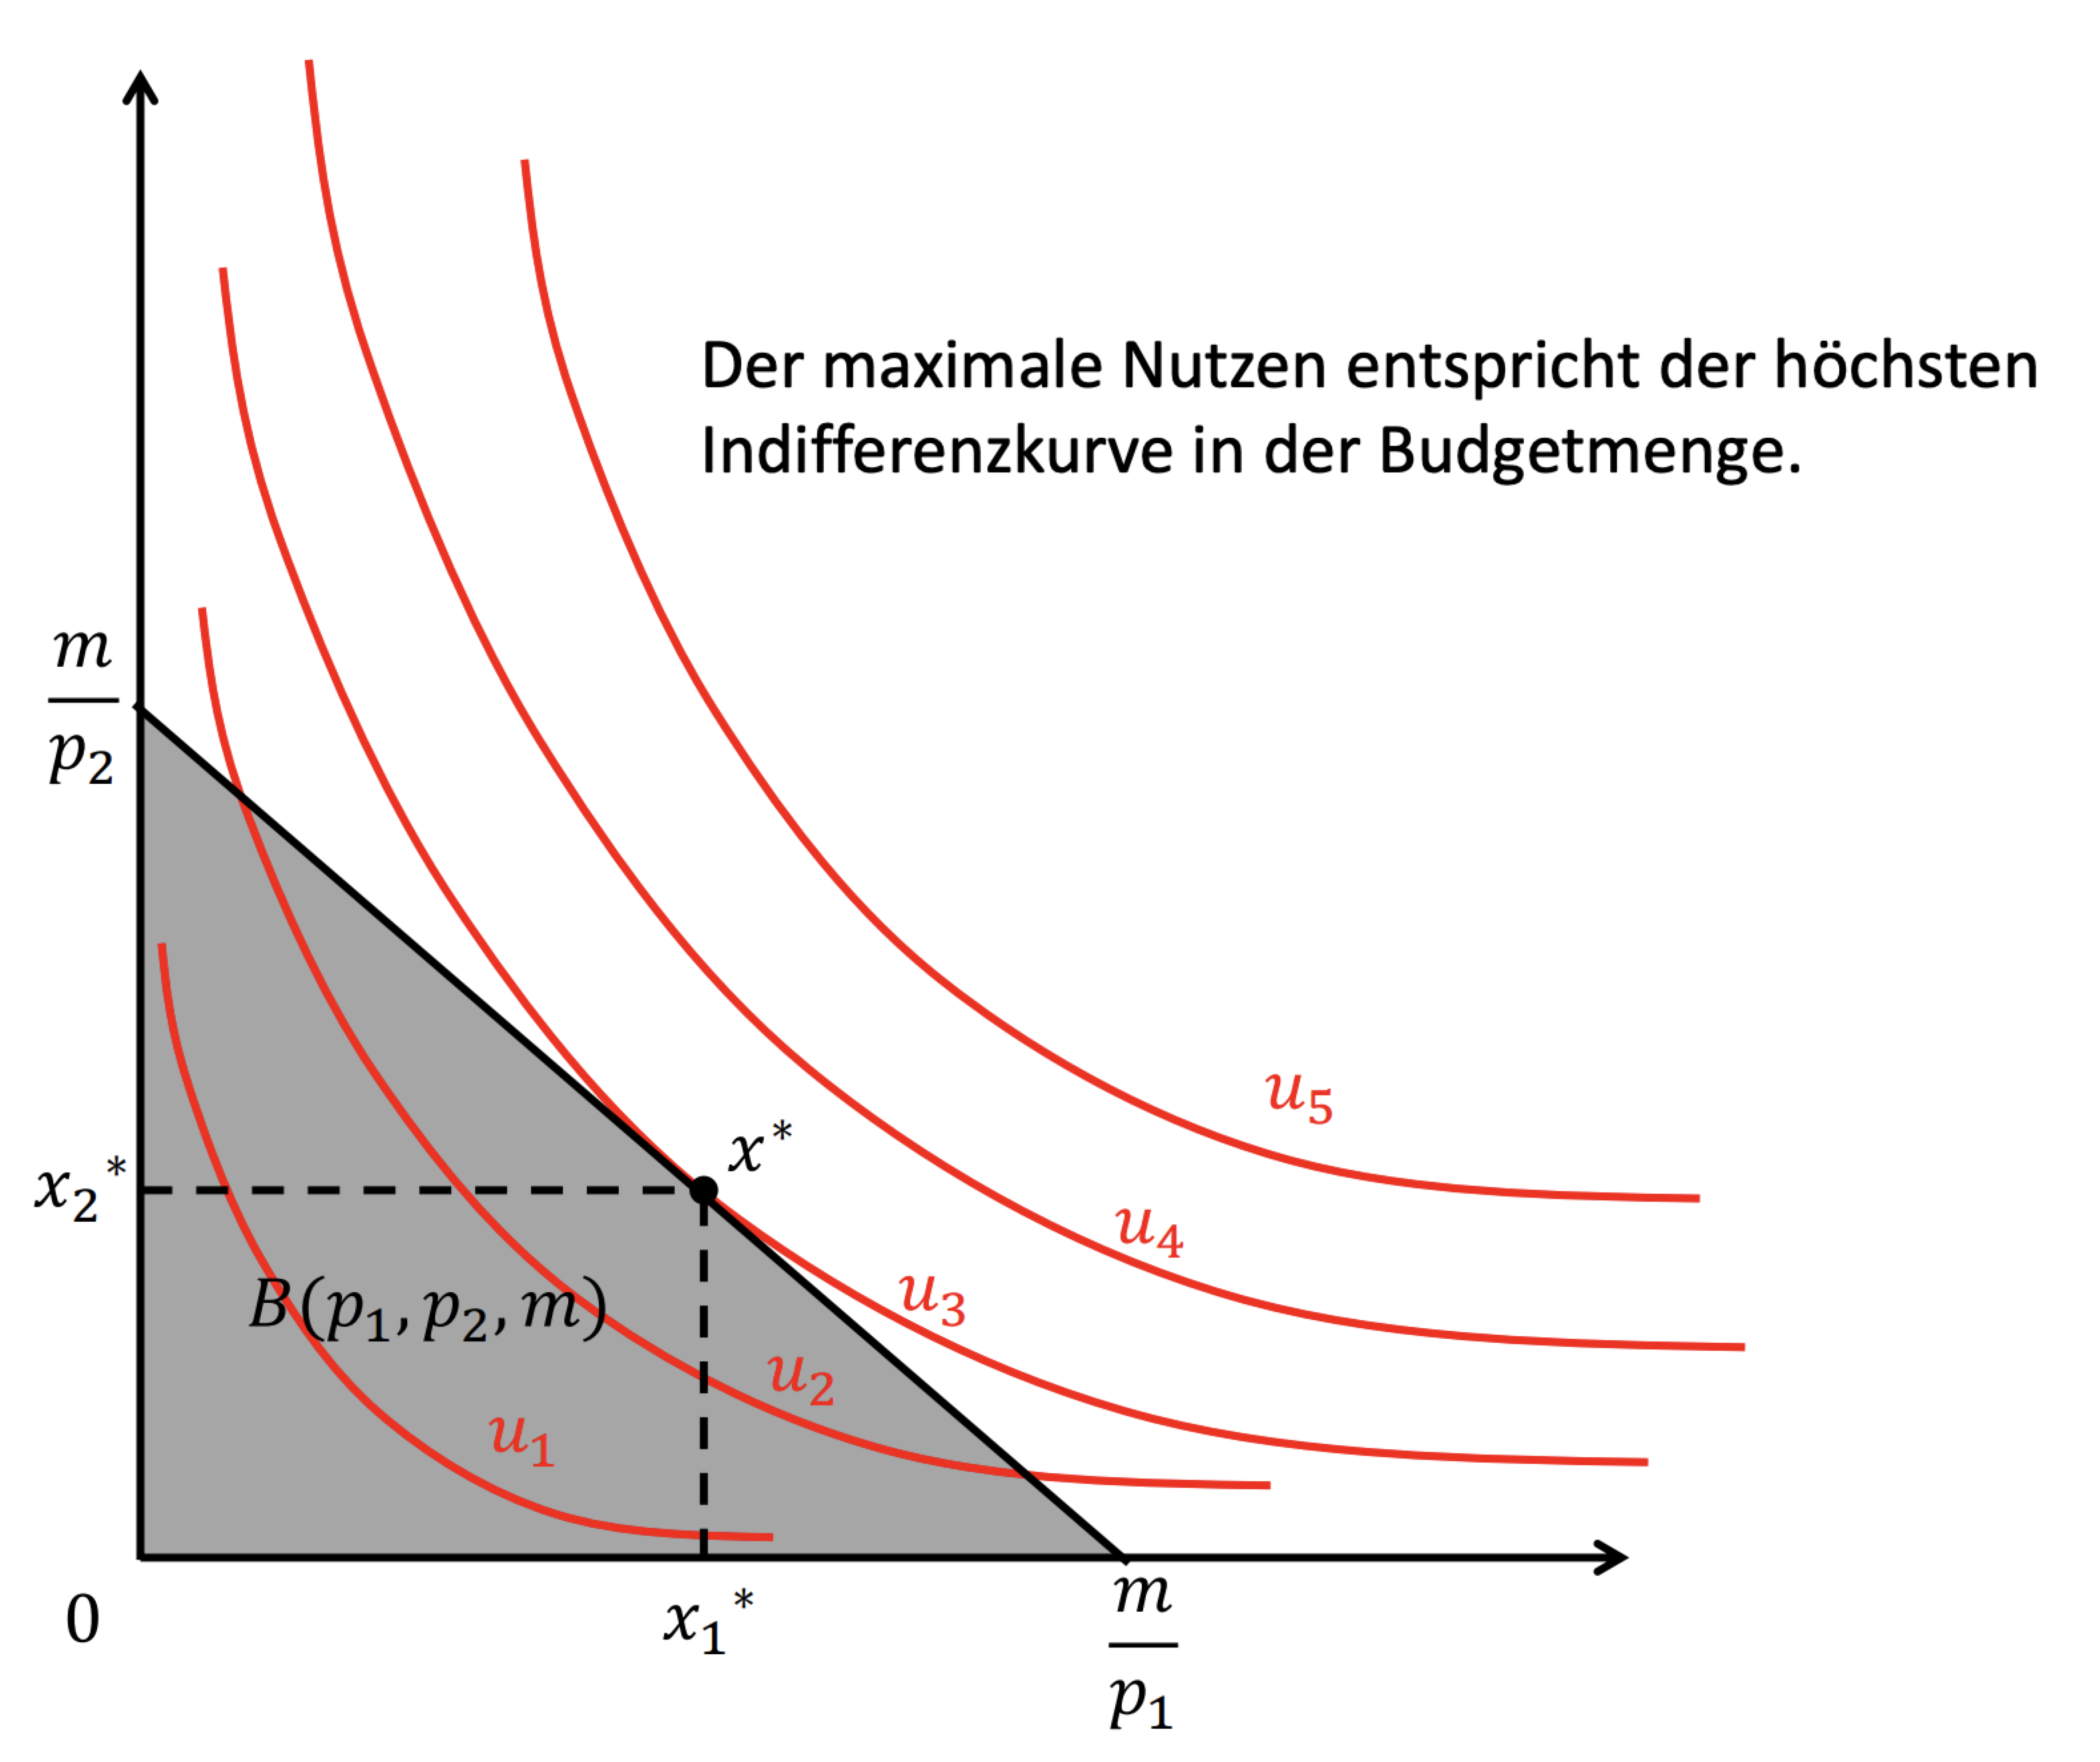 Der maximale Nutzen entspricht der höchsten
Indifferenzkurve in der Budgetmenge.
m
p₂
u₅
x*
x₂*
u₄
u₃
B(p₁, p₂, m)
u₂
u₁
0
x₁*
m
p₁